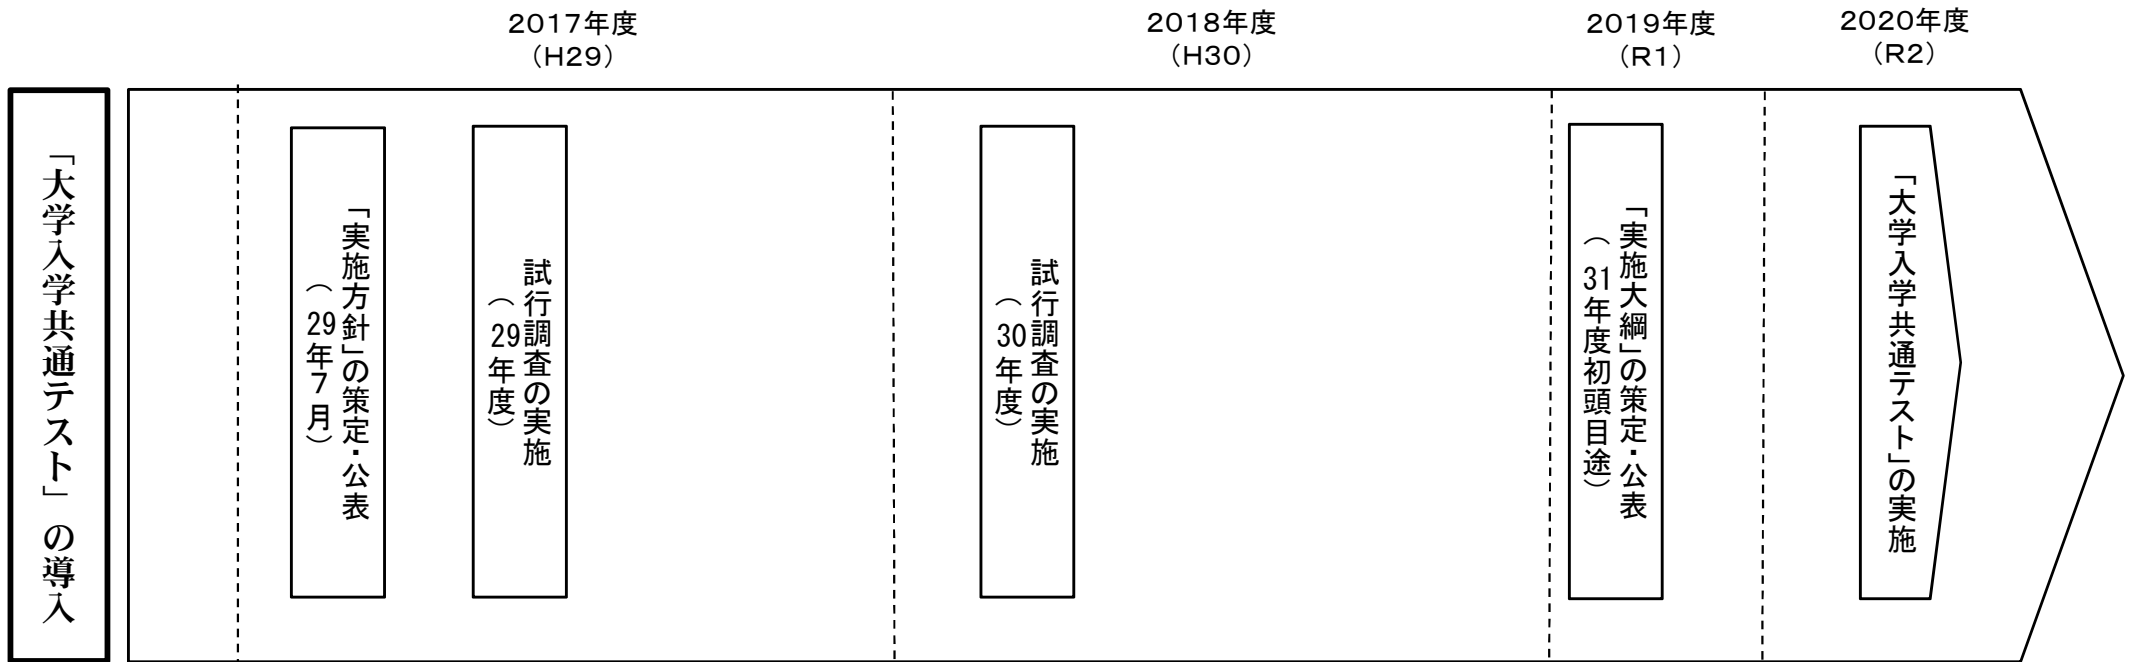 2017年度
（H29）
2018年度
（H30）
2019年度
（R1）
2020年度
（R2）
「大学入学共通テスト」の導入
「実施方針」の策定・公表
（29年７月）
試行調査の実施
（29年度）
試行調査の実施
（30年度）
「実施大綱」の策定・公表
（31年度初頭目途）
「大学入学共通テスト」の実施